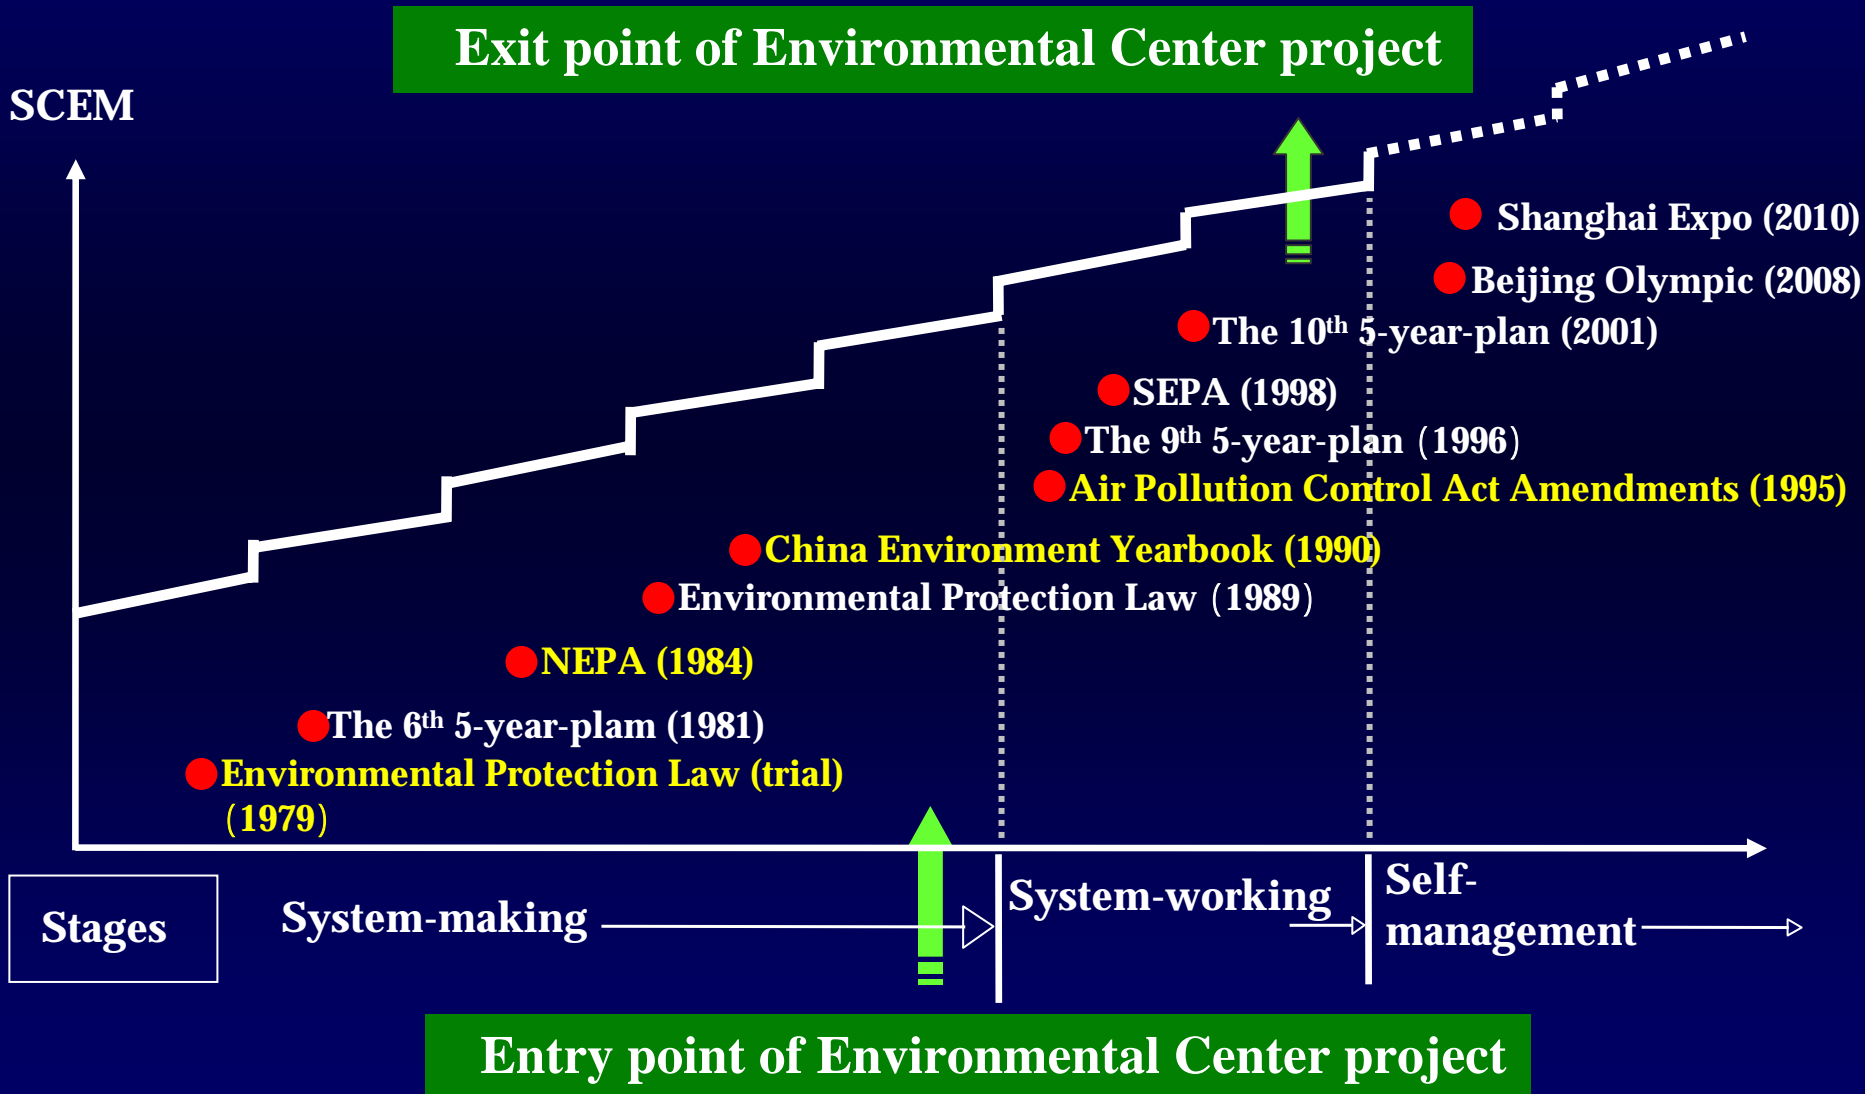 Exit point of Environmental Center project
SCEM
Shanghai Expo (2010)
Beijing Olympic (2008)
The 10th 5-year-plan (2001)
SEPA (1998)
The 9th 5-year-plan (1996)
Air Pollution Control Act Amendments (1995)
China Environment Yearbook (1990)
Environmental Protection Law (1989)
NEPA (1984)
The 6th 5-year-plam (1981)
Environmental Protection Law (trial)
(1979)
Stages
System-making
System-working
Self-
management
Entry point of Environmental Center project